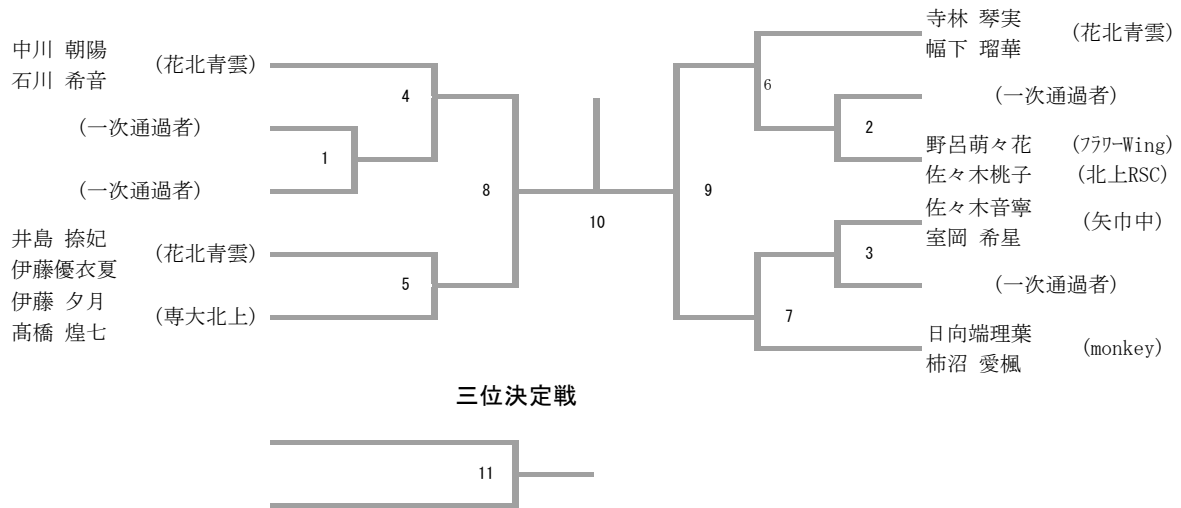 中川 朝陽
石川 希音
(花北青雲)
4
(一次通過者)
1
(一次通過者)
8
井島 捺妃
伊藤優衣夏
(花北青雲)
5
伊藤 夕月
髙橋 煌七
(専大北上)
10
寺林 琴実
幅下 瑠華
(花北青雲)
6
(一次通過者)
2
野呂萌々花
(フラワーWing)
佐々木桃子
(北上RSC)
9
佐々木音寧
室岡 希星
(矢巾中)
3
(一次通過者)
7
日向端理葉
柿沼 愛楓
(monkey)
三位決定戦
11